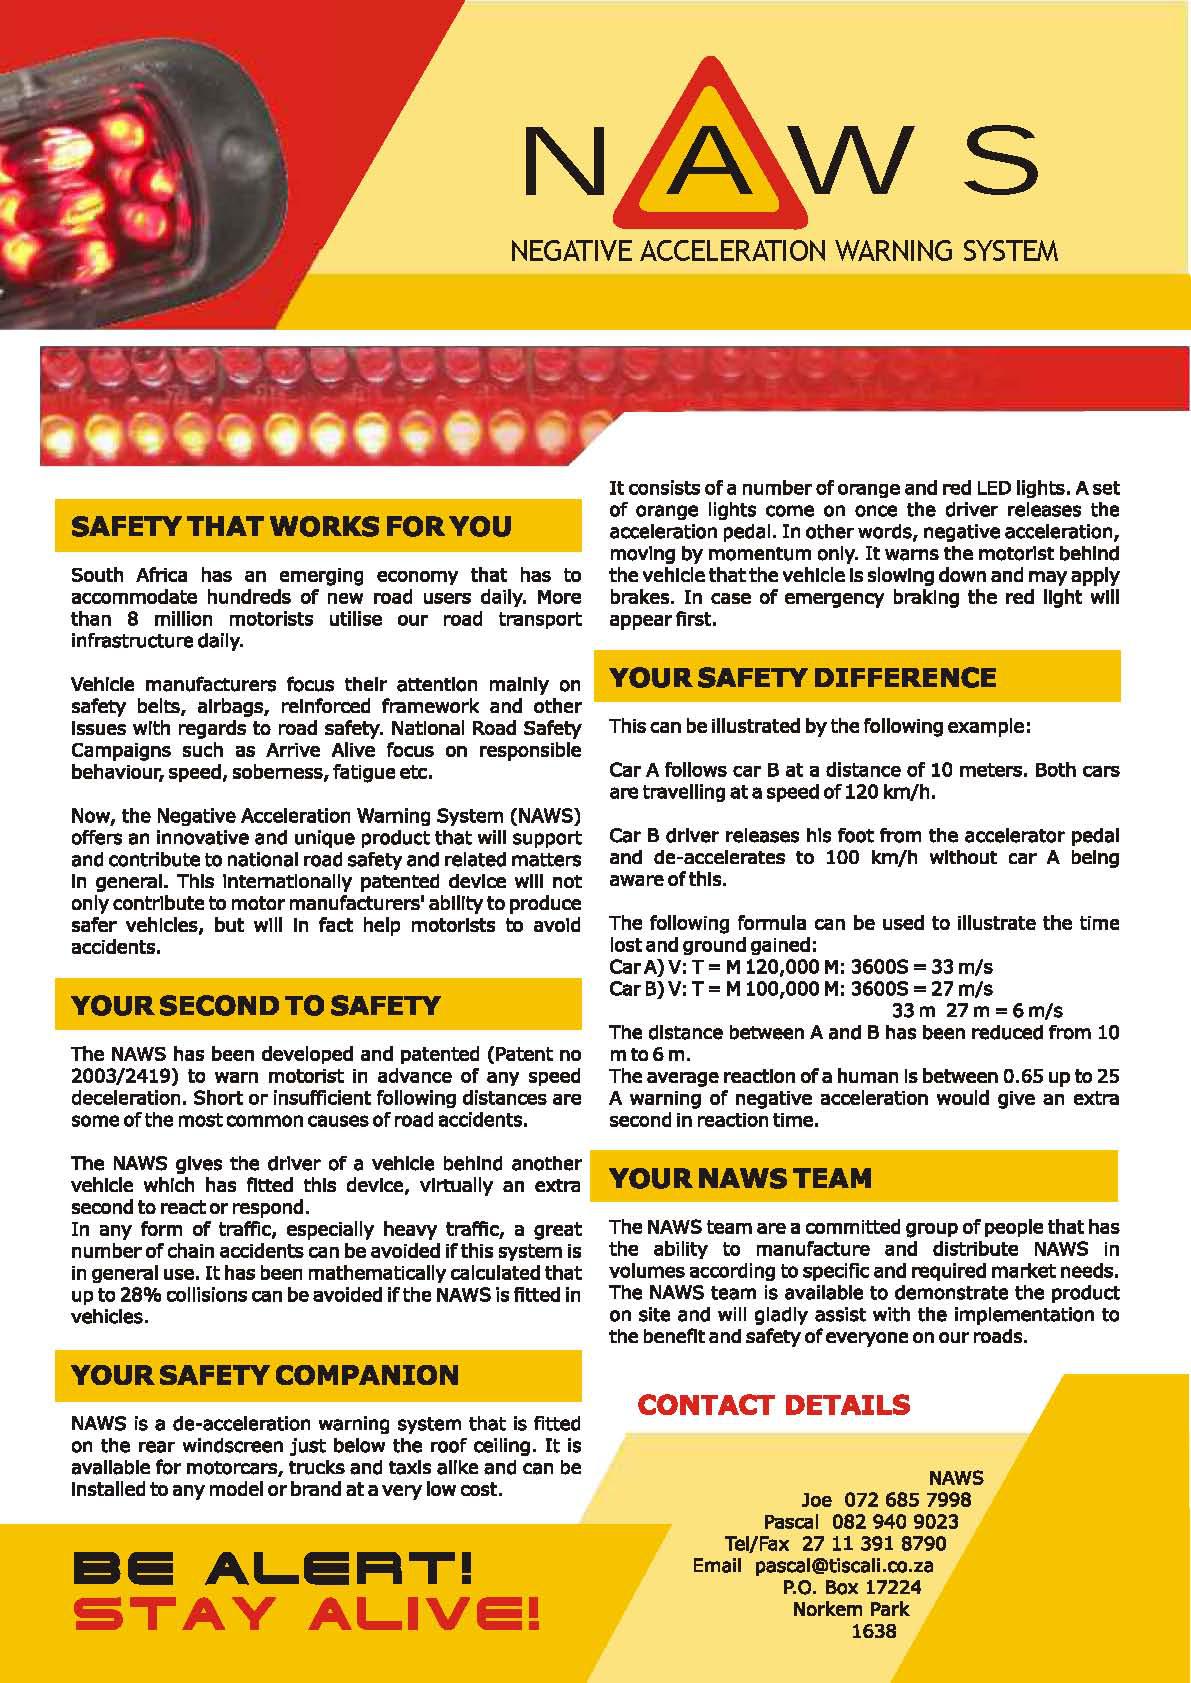 NAWS
NEGATIVE ACCELERATION WARNING SYSTEM
SAFETY THAT WORKS FOR YOU
South Africa has an emerging economy that has to
accommodate hundreds of new road users daily. More
than 8 million motorists utilise our road transport
infrastructure daily.
Vehicle manufacturers focus their attention mainly on
safety belts, airbags, reinforced framework and other
issues with regards to road safety. National Road Safety
Campaigns such as Arrive Alive focus on responsible
behaviour, speed, soberness, fatigue etc.
Now, the Negative Acceleration Warning System (NAWS)
offers an innovative and unique product that will support
and contribute to national road safety and related matters
in general. This internationally patented device will not
only contribute to motor manufacturers' ability to produce
safer vehicles, but will in fact help motorists to avoid
accidents.
YOUR SECOND TO SAFETY
The NAWS has been developed and patented (Patent no
2003/2419) to warn motorist in advance of any speed
deceleration. Short or insufficient following distances are
some of the most common causes of road accidents.
The NAWS gives the driver of a vehicle behind another
vehicle which has fitted this device, virtually an extra
second to react or respond.
In any form of traffic, especially heavy traffic, a great
number of chain accidents can be avoided if this system is
in general use. It has been mathematically calculated that
up to 28% collisions can be avoided if the NAWS is fitted in
vehicles.
YOUR SAFETY COMPANION
NAWS is a de-acceleration warning system that is fitted
on the rear windscreen just below the roof ceiling. It is
available for motorcars, trucks and taxis alike and can be
installed to any model or brand at a very low cost.
BE ALERT!
STAY ALIVE!
It consists of a number of orange and red LED lights. A set
of orange lights come on once the driver releases the
acceleration pedal. In other words, negative acceleration,
moving by momentum only. It warns the motorist behind
the vehicle that the vehicle is slowing down and may apply
brakes. In case of emergency braking the red light will
appear first.
YOUR SAFETY DIFFERENCE
This can be illustrated by the following example:
Car A follows car B at a distance of 10 meters. Both cars
are travelling at a speed of 120 km/h.
Car B driver releases his foot from the accelerator pedal
and de-accelerates to 100 km/h without car A being
aware of this.
The following formula can be used to illustrate the time
lost and ground gained:
Car A) V: T = M 120,000 M: 3600S = 33 m/s
Car B) V: T = M 100,000 M: 3600S = 27 m/s
33 m 27 m = 6 m/s
The distance between A and B has been reduced from 10
m to 6 m.
The average reaction of a human is between 0.65 up to 25
A warning of negative acceleration would give an extra
second in reaction time.
YOUR NAWS TEAM
The NAWS team are a committed group of people that has
the ability to manufacture and distribute NAWS in
volumes according to specific and required market needs.
The NAWS team is available to demonstrate the product
on site and will gladly assist with the implementation to
the benefit and safety of everyone on our roads.
CONTACT DETAILS
NAWS
Joe 072 685 7998
Pascal 082 940 9023
Tel/Fax 27 11 391 8790
Email pascal@tiscali.co.za
P.O. Box 17224
Norkem Park
1638